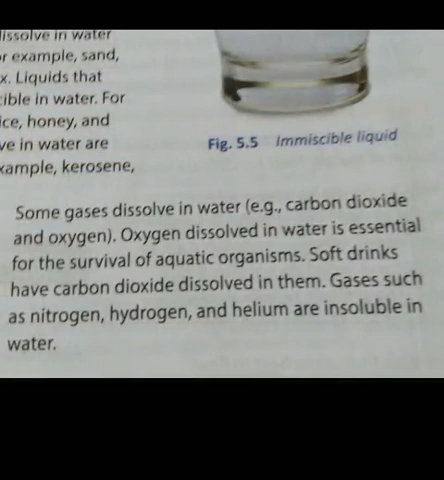 dissolve in water
or example, sand,
x. Liquids that
cible in water. For
ice, honey, and
ve in water are
xample, kerosene,
Fig. 5.5 Immiscible liquid
Some gases dissolve in water (e.g., carbon dioxide
and oxygen). Oxygen dissolved in water is essential
for the survival of aquatic organisms. Soft drinks
have carbon dioxide dissolved in them. Gases such
as nitrogen, hydrogen, and helium are insoluble in
water.